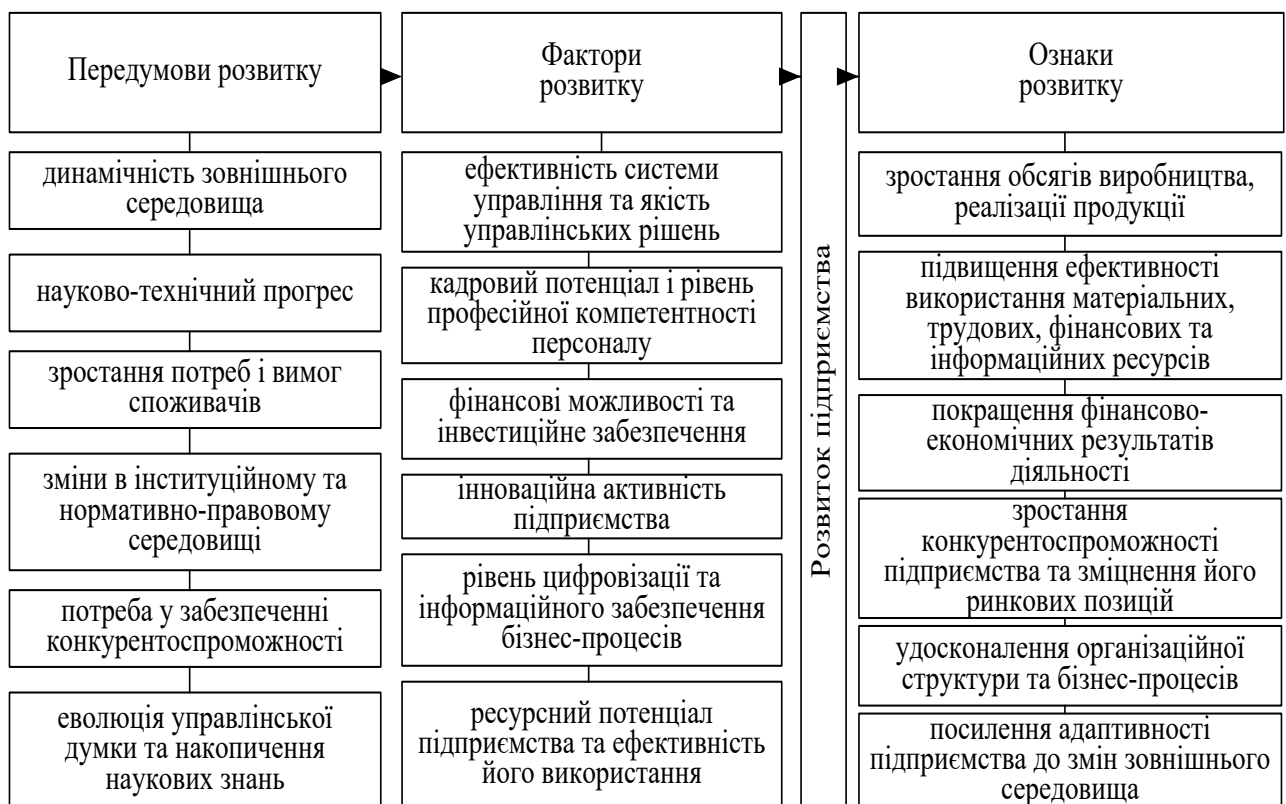 Передумови розвитку
динамічність зовнішнього
середовища
науково-технічний прогрес
зростання потреб і вимог
споживачів
зміни в інституційному та
нормативно-правовому
середовищі
потреба у забезпеченні
конкурентоспроможності
еволюція управлінської
думки та накопичення
наукових знань
Фактори
розвитку
ефективність системи
управління та якість
управлінських рішень
кадровий потенціал і рівень
професійної компетентності
персоналу
фінансові можливості та
інвестиційне забезпечення
інноваційна активність
підприємства
рівень цифровізації та
інформаційного забезпечення
бізнес-процесів
ресурсний потенціал
підприємства та ефективність
його використання
Розвиток підприємства
Ознаки
розвитку
зростання обсягів виробництва,
реалізації продукції
підвищення ефективності
використання матеріальних,
трудових, фінансових та
інформаційних ресурсів
покращення фінансово-
економічних результатів
діяльності
зростання
конкурентоспроможності
підприємства та зміцнення його
ринкових позицій
удосконалення організаційної
структури та бізнес-процесів
посилення адаптивності
підприємства до змін зовнішнього
середовища